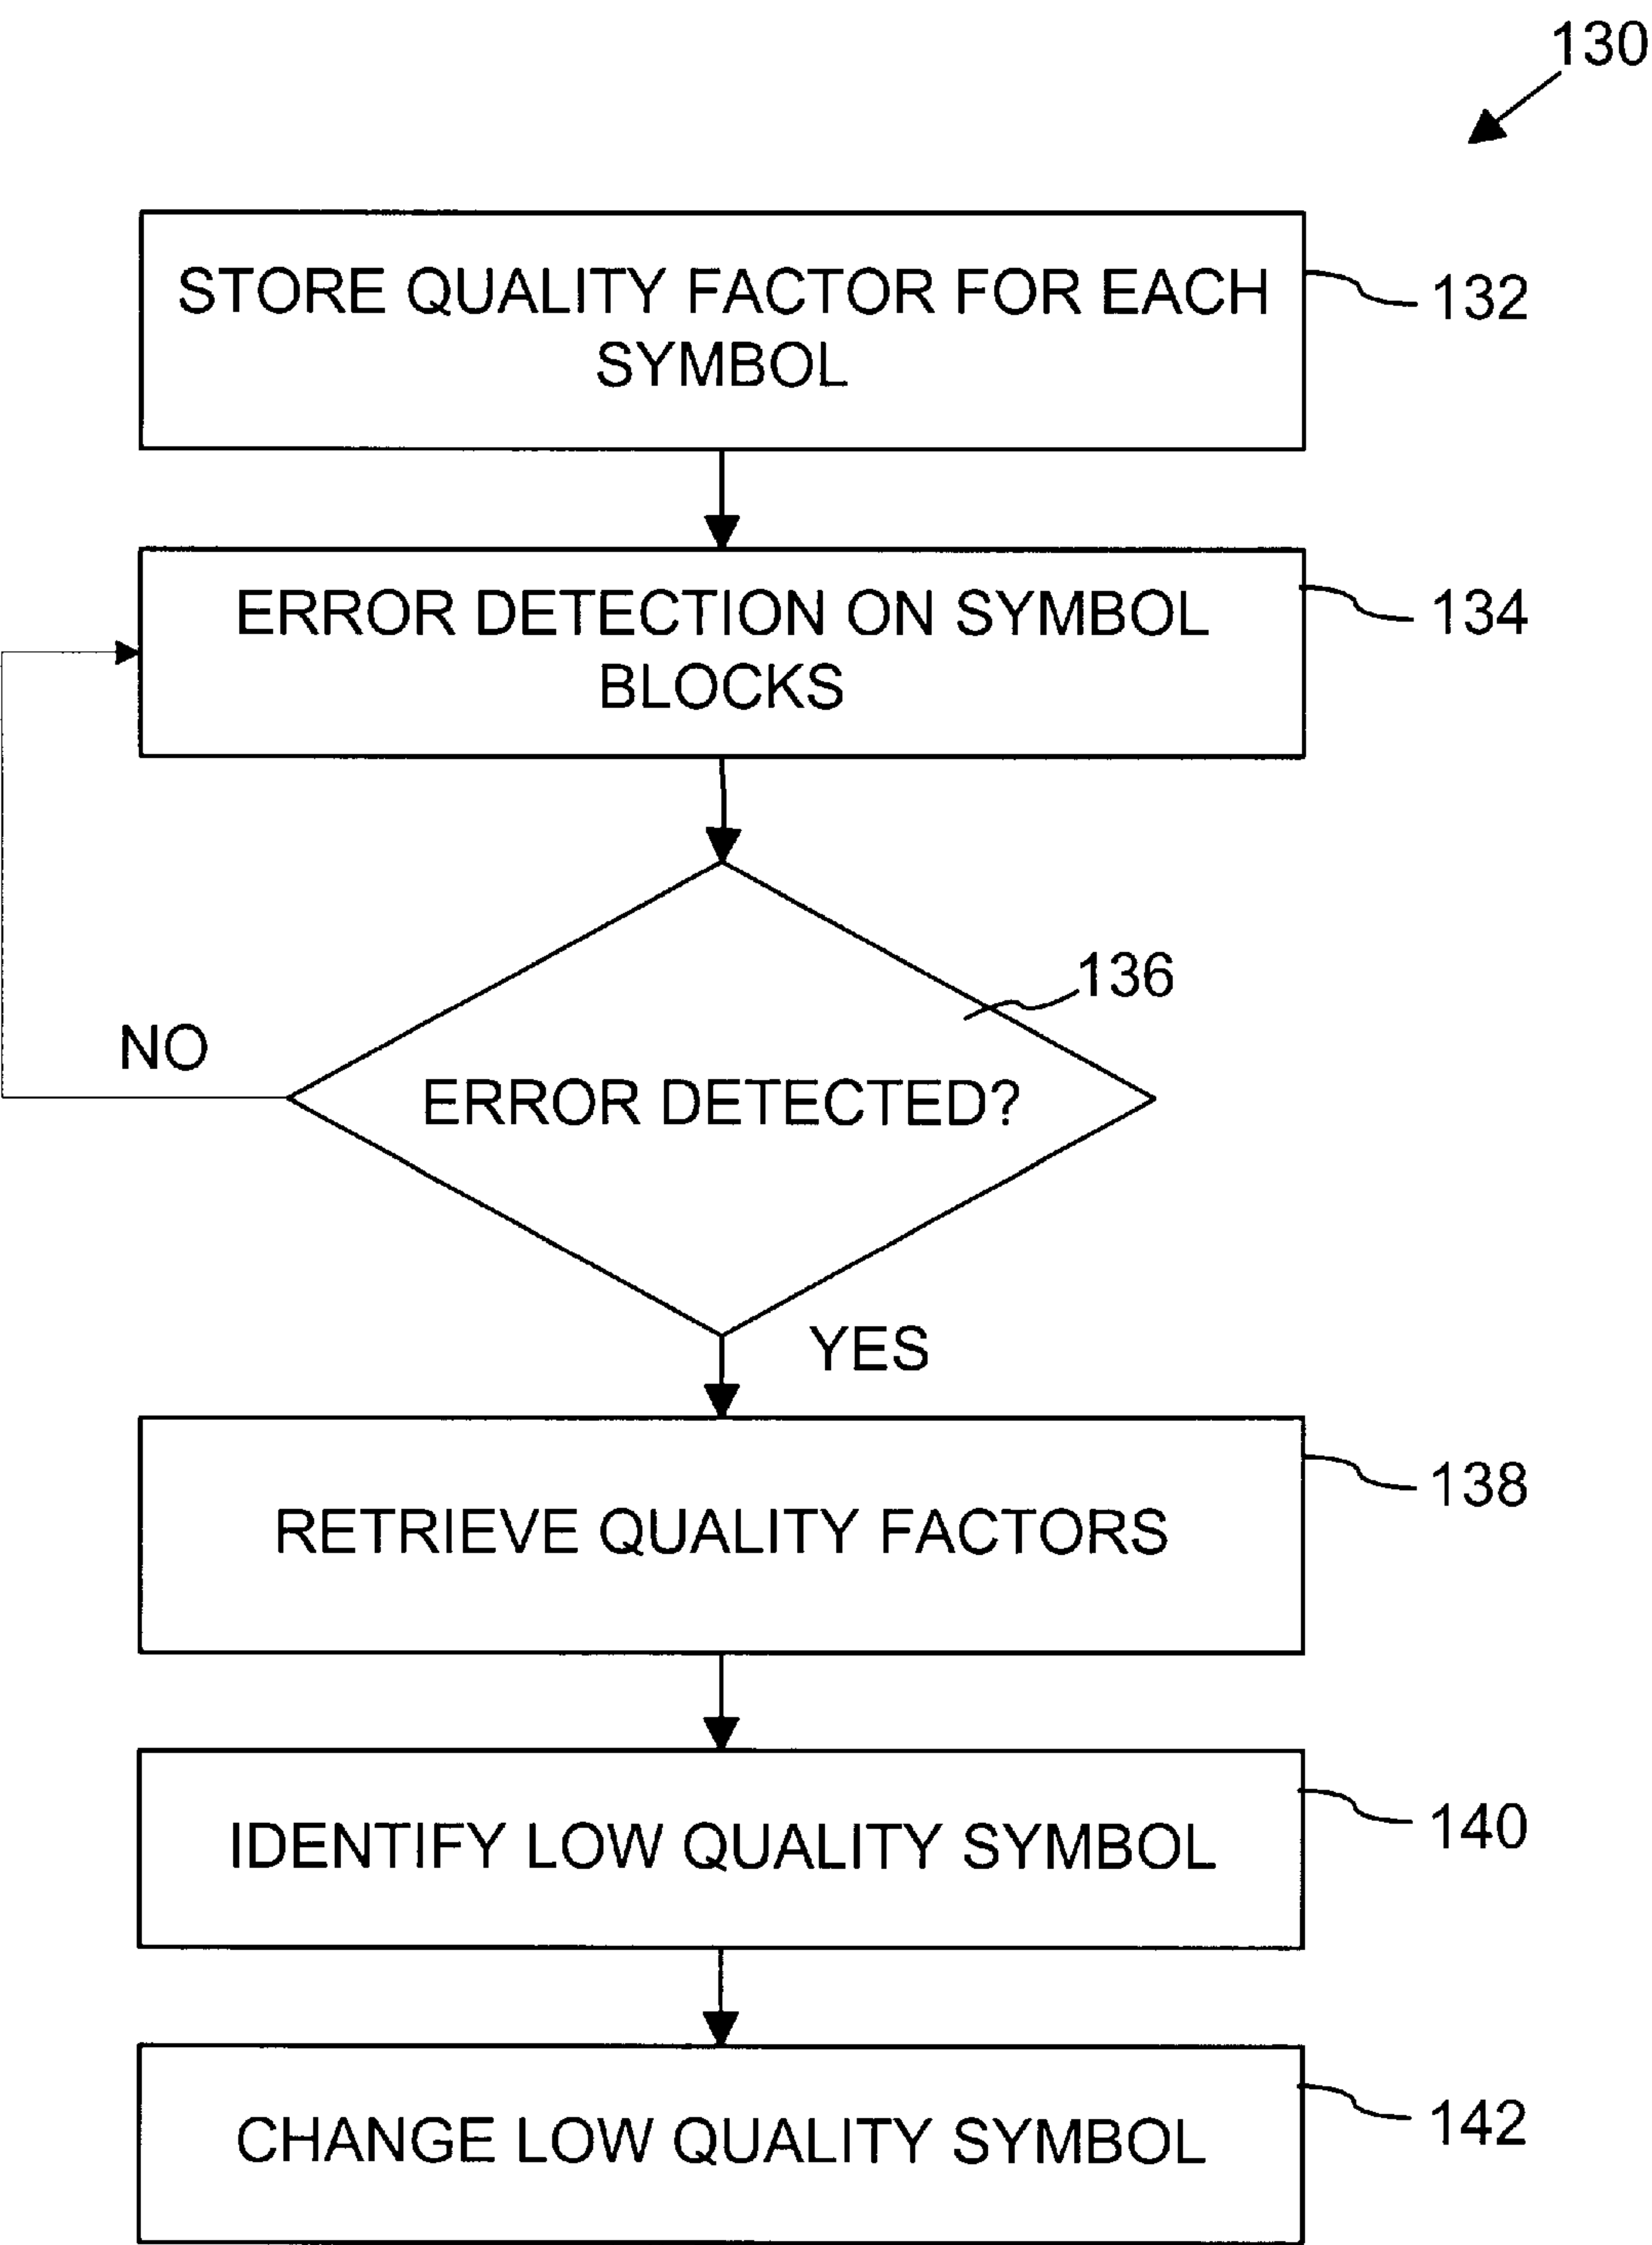 130
STORE QUALITY FACTOR FOR EACH
SYMBOL
132
ERROR DETECTION ON SYMBOL
BLOCKS
134
136
NO
ERROR DETECTED?
YES
RETRIEVE QUALITY FACTORS
138
IDENTIFY LOW QUALITY SYMBOL
140
CHANGE LOW QUALITY SYMBOL
142